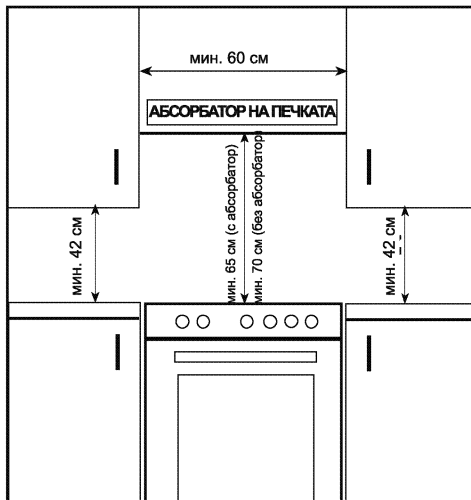 мин. 60 см
АБСОРБАТОР НА ПЕЧКАТА
мин. 65 см (с абсорбатор)
мин. 70 см (без абсорбатор)
мин. 42 см
мин. 42 см